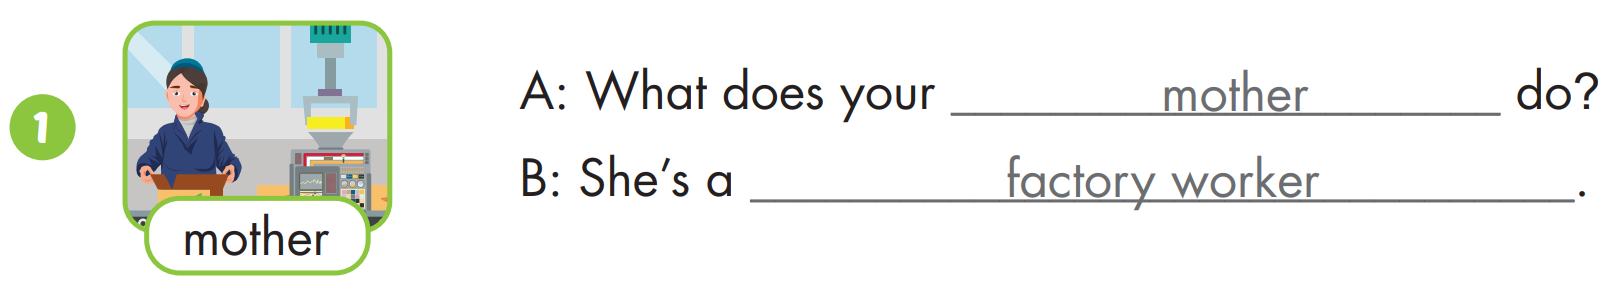 1
mother
A: What does your mother do?
B: She's a factory worker.